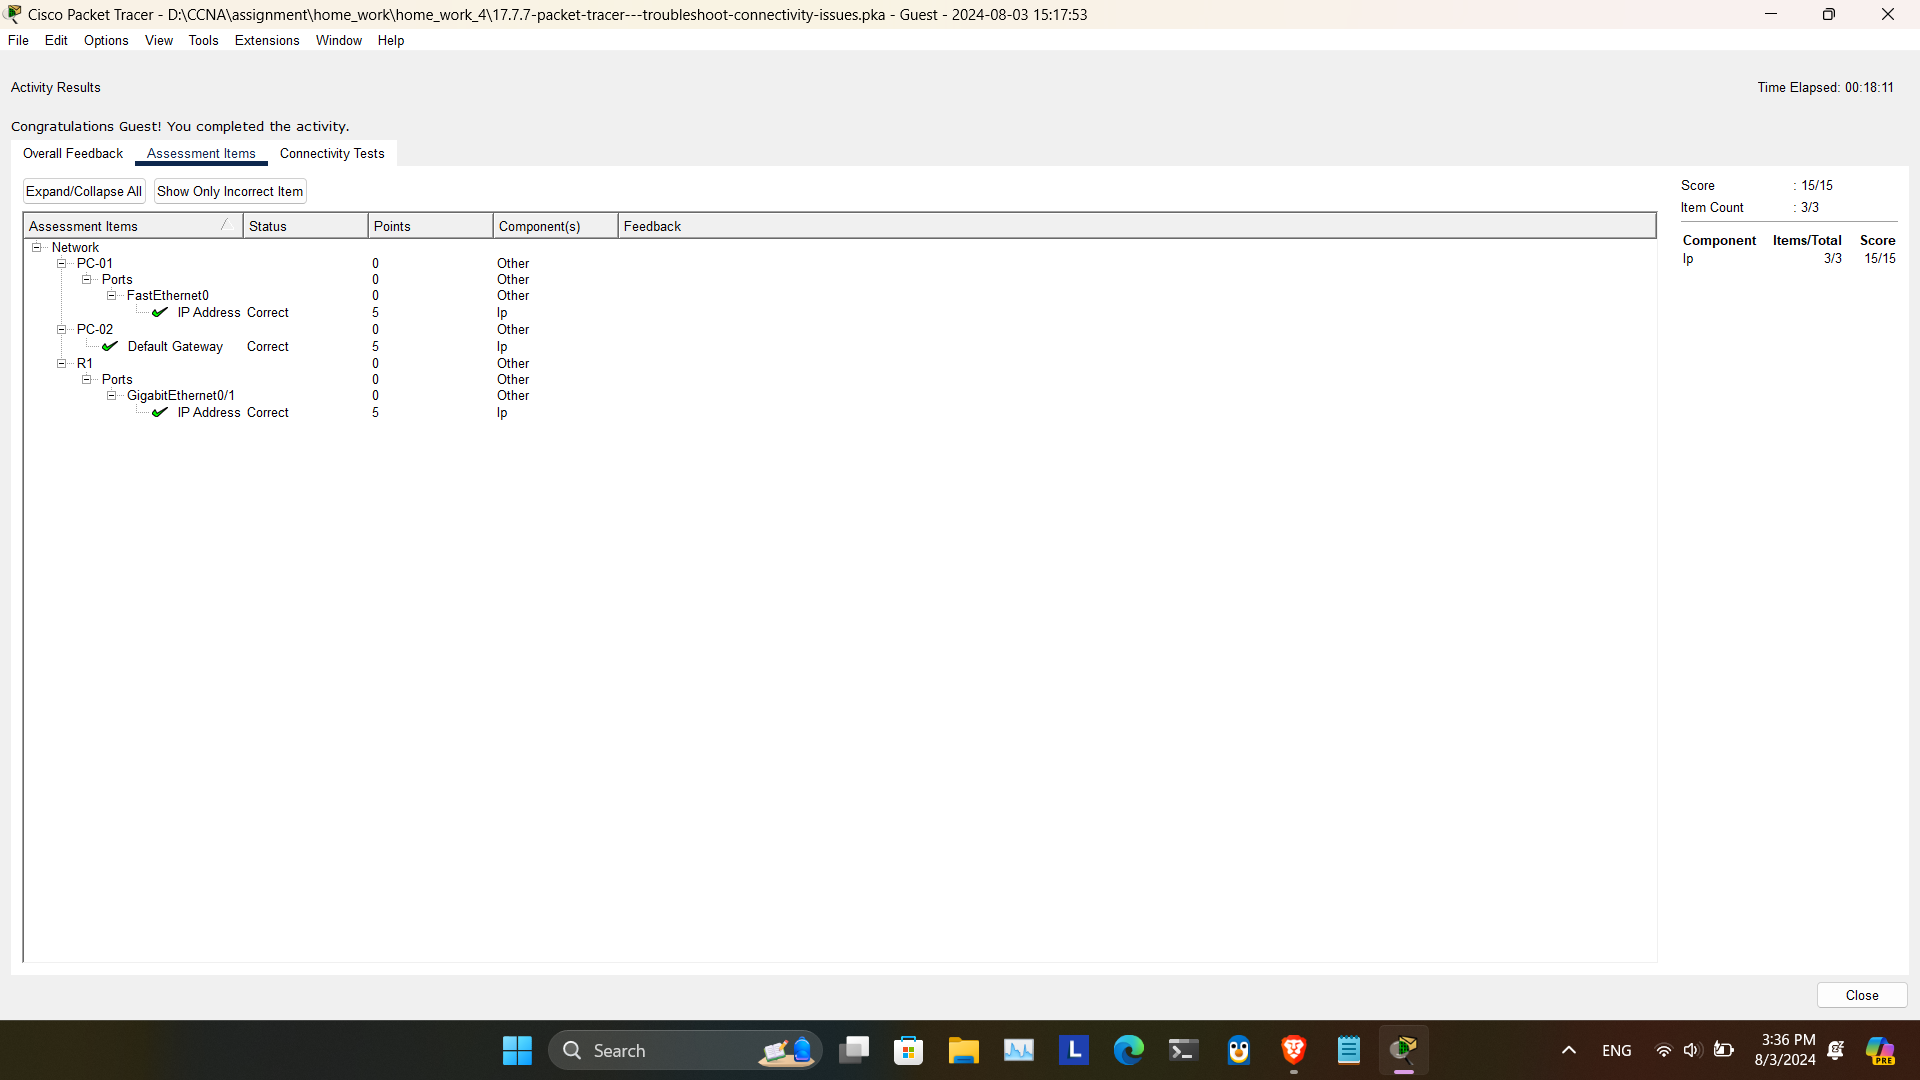 Cisco Packet Tracer - D:\CCNA\assignment\home_work\home_work_4\17.7.7-packet-tracer---troubleshoot-connectivity-issues.pka - Guest - 2024-08-03 15:17:53
File Edit Options View Tools Extensions Window Help
Activity Results Time Elapsed: 00:18:11
Congratulations Guest! You completed the activity.
Overall Feedback Assessment Items Connectivity Tests
Expand/Collapse All Show Only Incorrect Item
Assessment Items Status Points Component(s) Feedback
Network
PC-01 0 Other
Ports 0 Other
FastEthernet0 0 Other
IP Address Correct 5 Ip
PC-02 0 Other
Default Gateway Correct 5 Ip
R1 0 Other
Ports 0 Other
GigabitEthernet0/1 0 Other
IP Address Correct 5 Ip
Score : 15/15
Item Count : 3/3
Component Items/Total Score
Ip 3/3 15/15
Close
Search
L
PRE
ENG
3:36 PM
8/3/2024